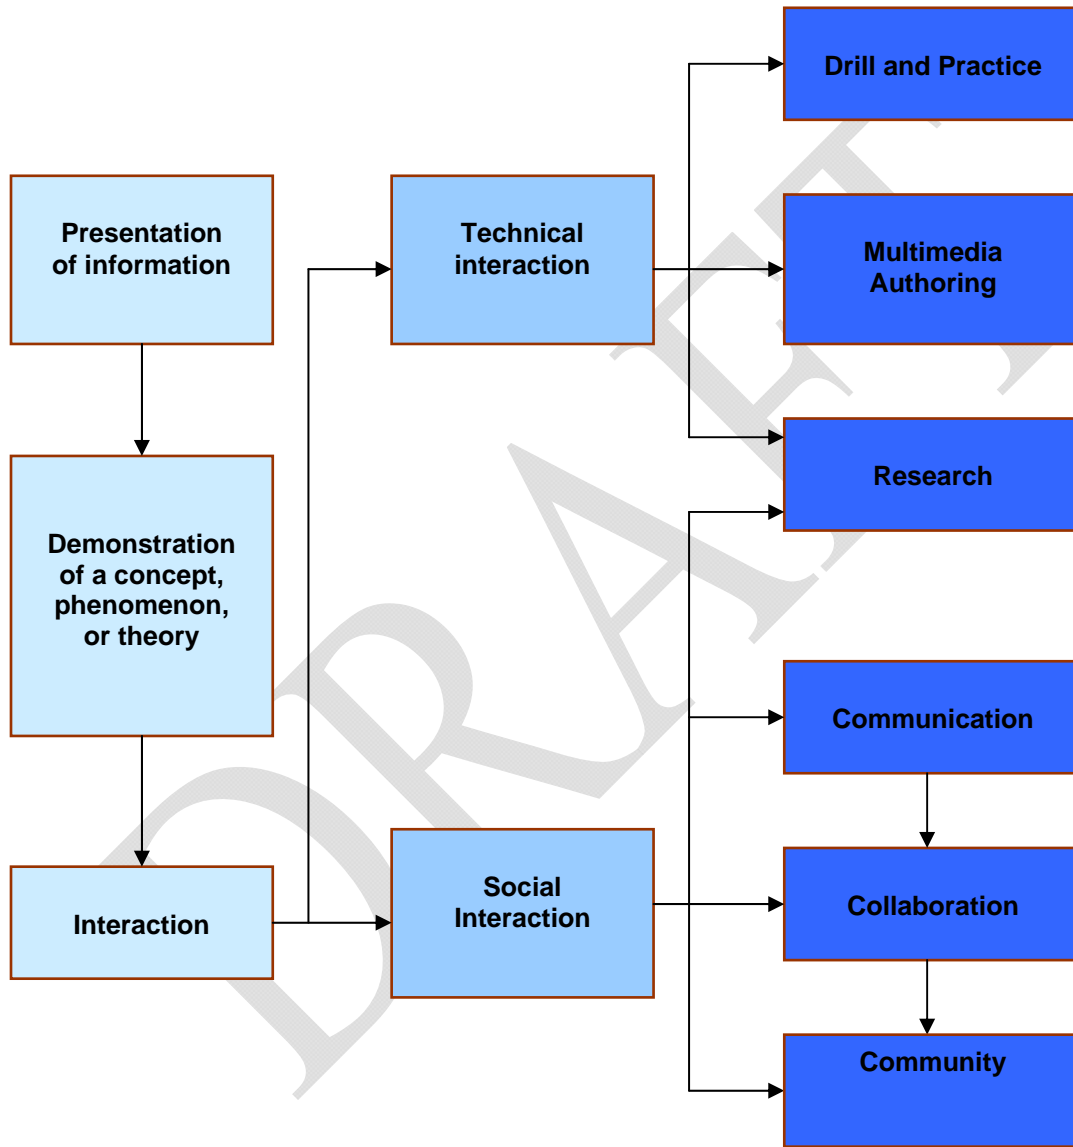 Drill and Practice
Presentation
of information
Technical
interaction
Multimedia
Authoring
Research
Demonstration
of a concept,
phenomenon,
or theory
Communication
Interaction
Social
Interaction
Collaboration
Community
DRAFT